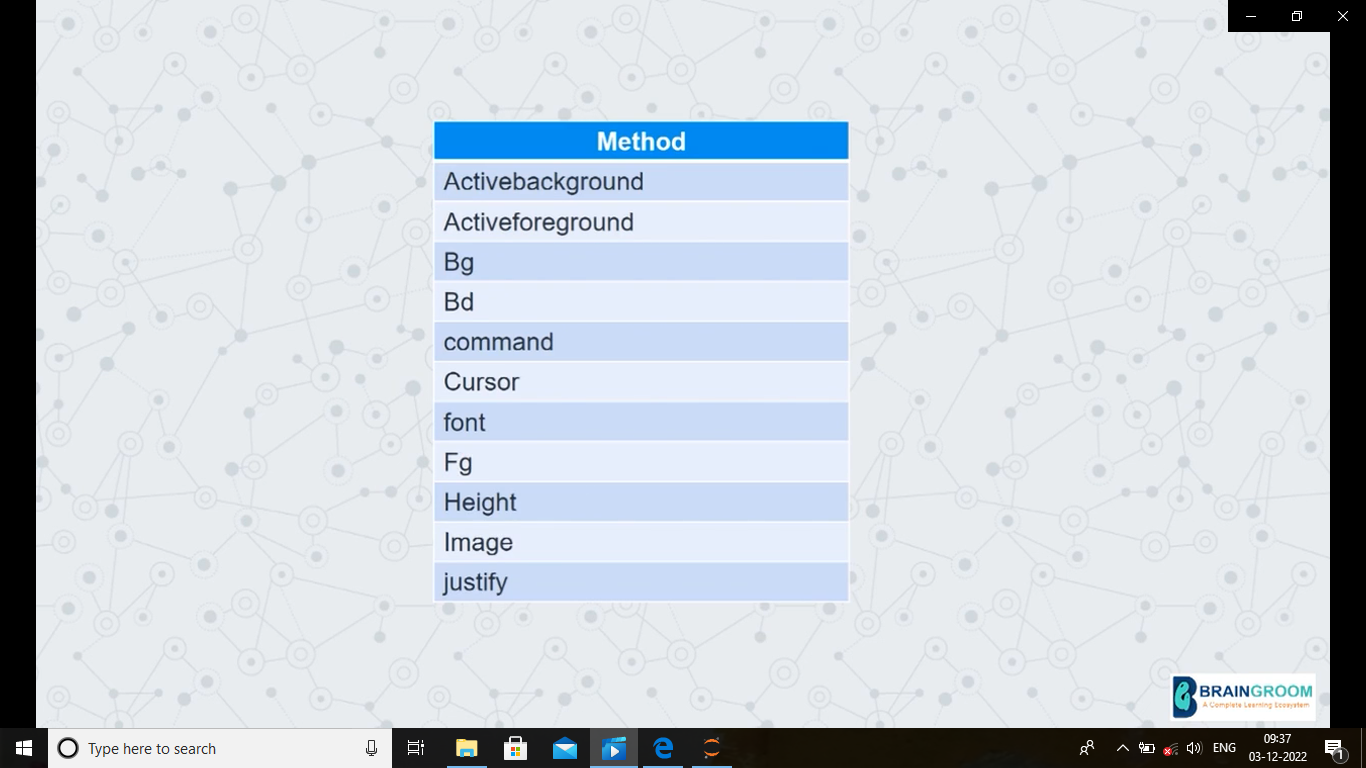 Method
Activebackground
Activeforeground
Bg
Bd
command
Cursor
font
Fg
Height
Image
justify
BRAINGROOM
A Complete Learning Ecosystem
Type here to search
ENG
09:37
03-12-2022
1